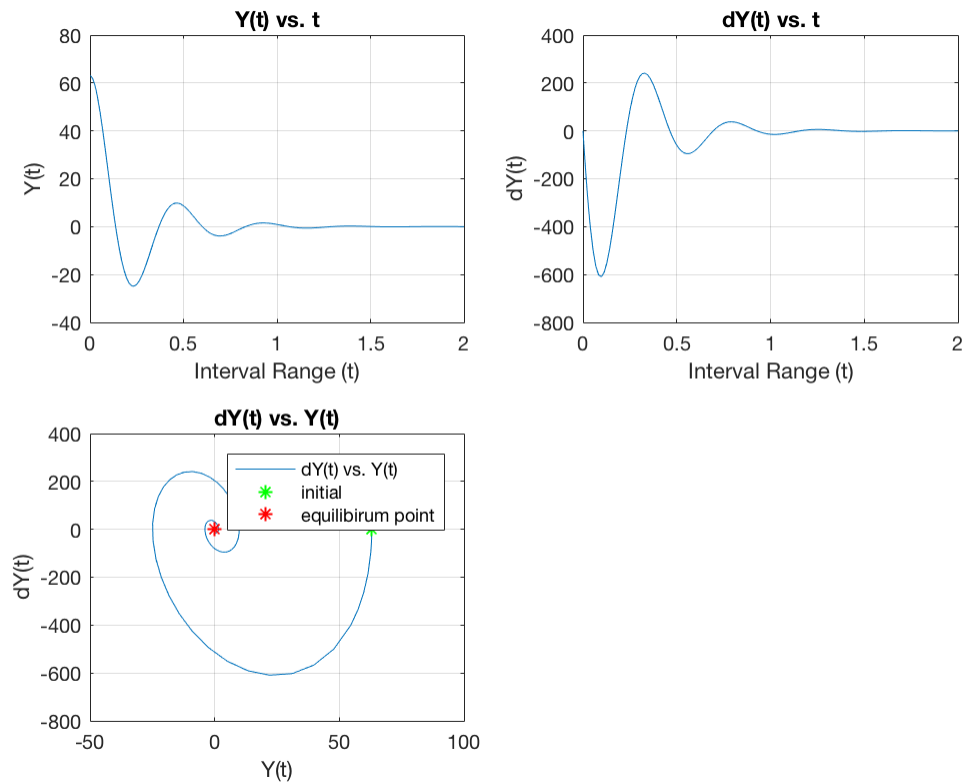 Y(t) vs. t
80
60
40
20
0
-20
-40
Y(t)
0
0.5
1
1.5
2
Interval Range (t)
dY(t) vs. t
400
200
0
-200
-400
-600
-800
dY(t)
0
0.5
1
1.5
2
Interval Range (t)
dY(t) vs. Y(t)
400
200
0
-200
-400
-600
-800
dY(t)
dY(t) vs. Y(t)
initial
equilibirum point
-50
0
50
100
Y(t)